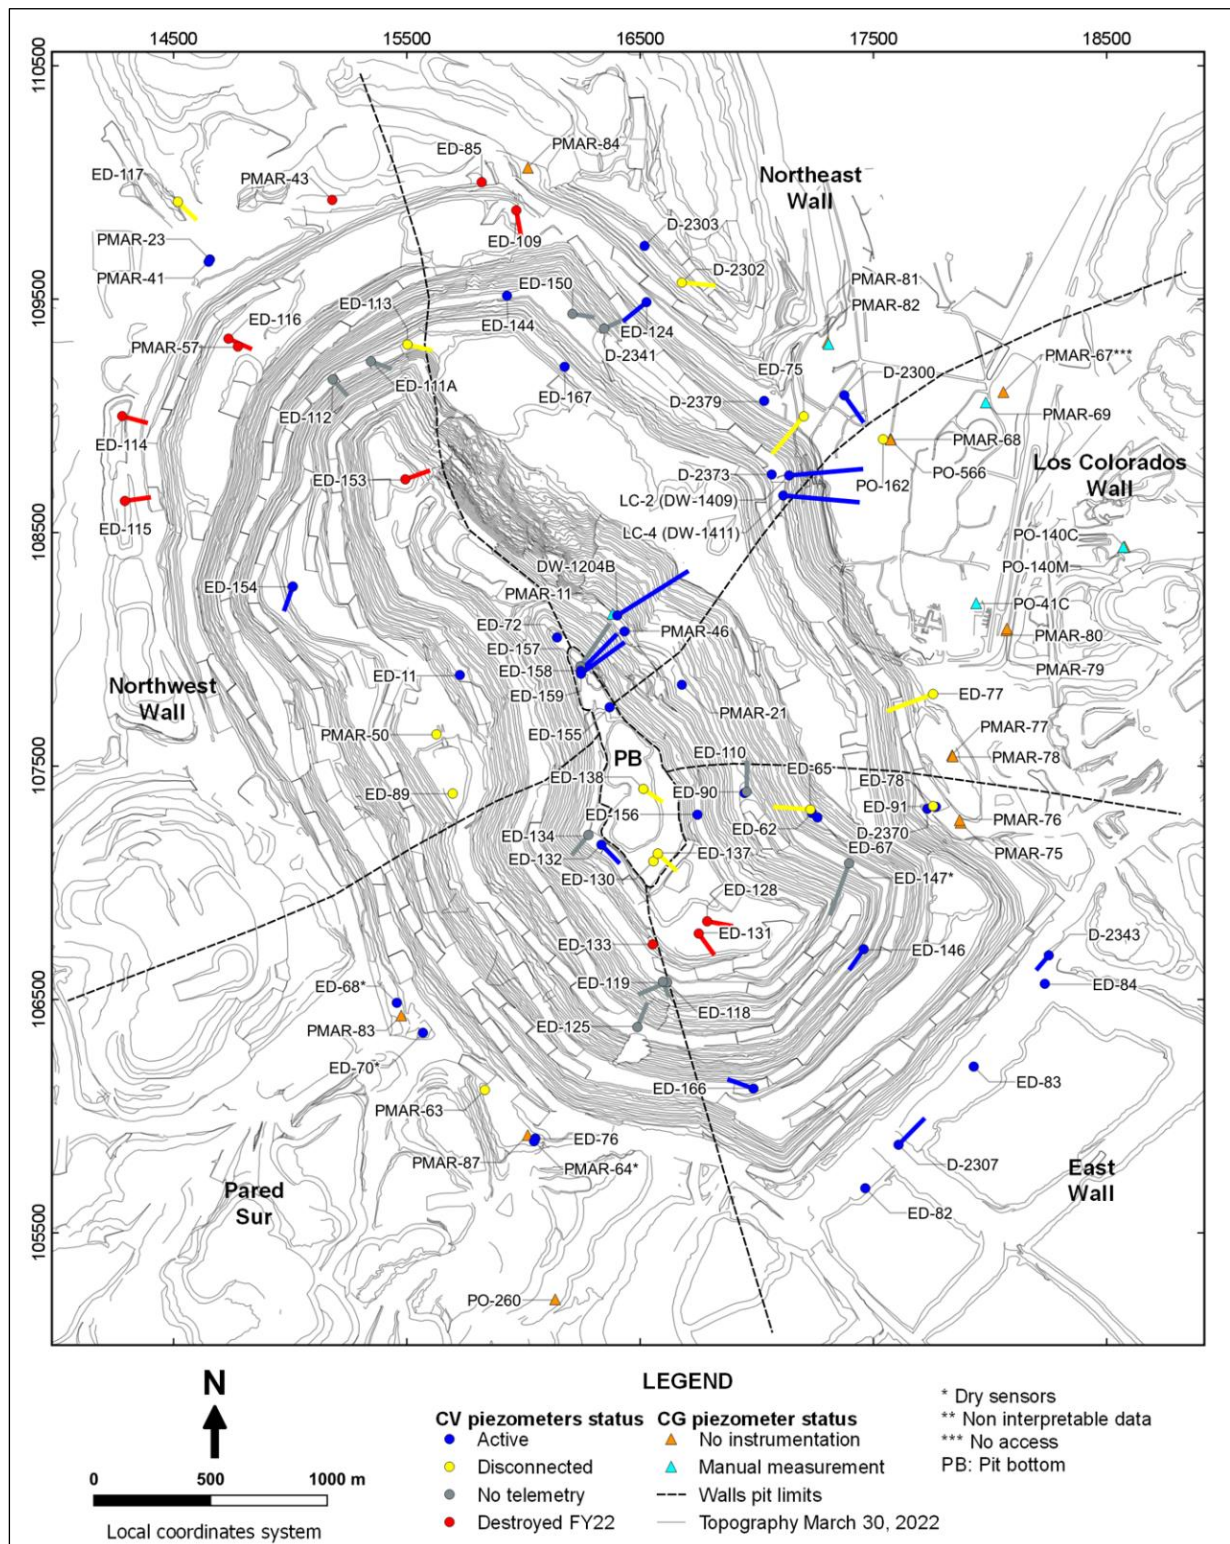 14500
15500
16500
17500
18500
110500
109500
108500
107500
106500
105500
PMAR-84
ED-85
ED-117
PMAR-43
Northeast
Wall
ED-109
D-2303
PMAR-23
PMAR-41
D-2302
ED-150
PMAR-81
PMAR-82
ED-113
ED-116
ED-144
ED-124
PMAR-57
D-2341
ED-75
PMAR-67***
D-2300
ED-111A
ED-167
D-2379
PMAR-69
ED-112
PMAR-68
ED-114
PO-566
Los Colorados
Wall
ED-153
D-2373
PO-162
LC-2 (DW-1409)
ED-115
LC-4 (DW-1411)
PO-140C
DW-1204B
PO-140M
ED-154
PMAR-11
PO-41C
ED-72
PMAR-46
PMAR-80
ED-157
ED-158
PMAR-79
ED-11
ED-159
Northwest
Wall
ED-77
PMAR-21
PMAR-50
ED-155
PMAR-77
ED-110
PB
ED-65
PMAR-78
ED-138
ED-78
ED-89
ED-90
ED-91
ED-156
PMAR-76
ED-134
ED-62
D-2370
ED-132
ED-137
ED-67
PMAR-75
ED-130
ED-147*
ED-128
ED-131
D-2343
ED-133
ED-146
ED-68*
ED-119
ED-84
PMAR-83
ED-118
ED-125
ED-70*
ED-166
ED-83
PMAR-63
ED-76
PMAR-87
PMAR-64*
D-2307
East
Wall
Pared
Sur
ED-82
PO-260
N
0 500 1000 m
Local coordinates system
LEGEND
CV piezometers status
Active
Disconnected
No telemetry
Destroyed FY22
CG piezometer status
No instrumentation
Manual measurement
Walls pit limits
Topography March 30, 2022
* Dry sensors
** Non interpretable data
*** No access
PB: Pit bottom